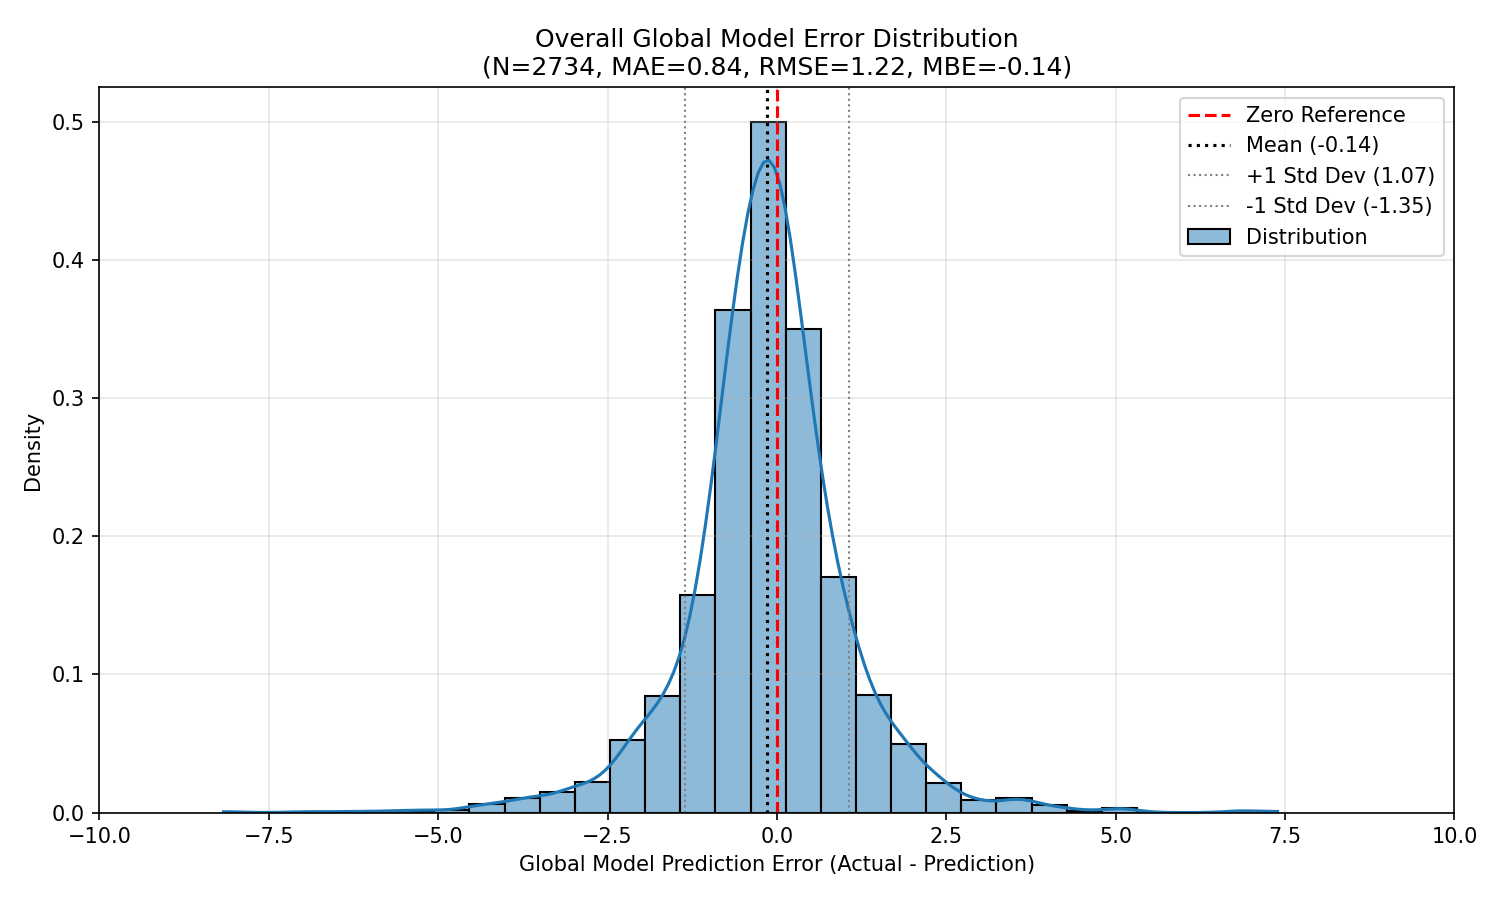 Overall Global Model Error Distribution
(N=2734, MAE=0.84, RMSE=1.22, MBE=-0.14)
Zero Reference
Mean (-0.14)
+1 Std Dev (1.07)
-1 Std Dev (-1.35)
Distribution
Density
0.5
0.4
0.3
0.2
0.1
0.0
−10.0 −7.5 −5.0 −2.5 0.0 2.5 5.0 7.5 10.0
Global Model Prediction Error (Actual - Prediction)